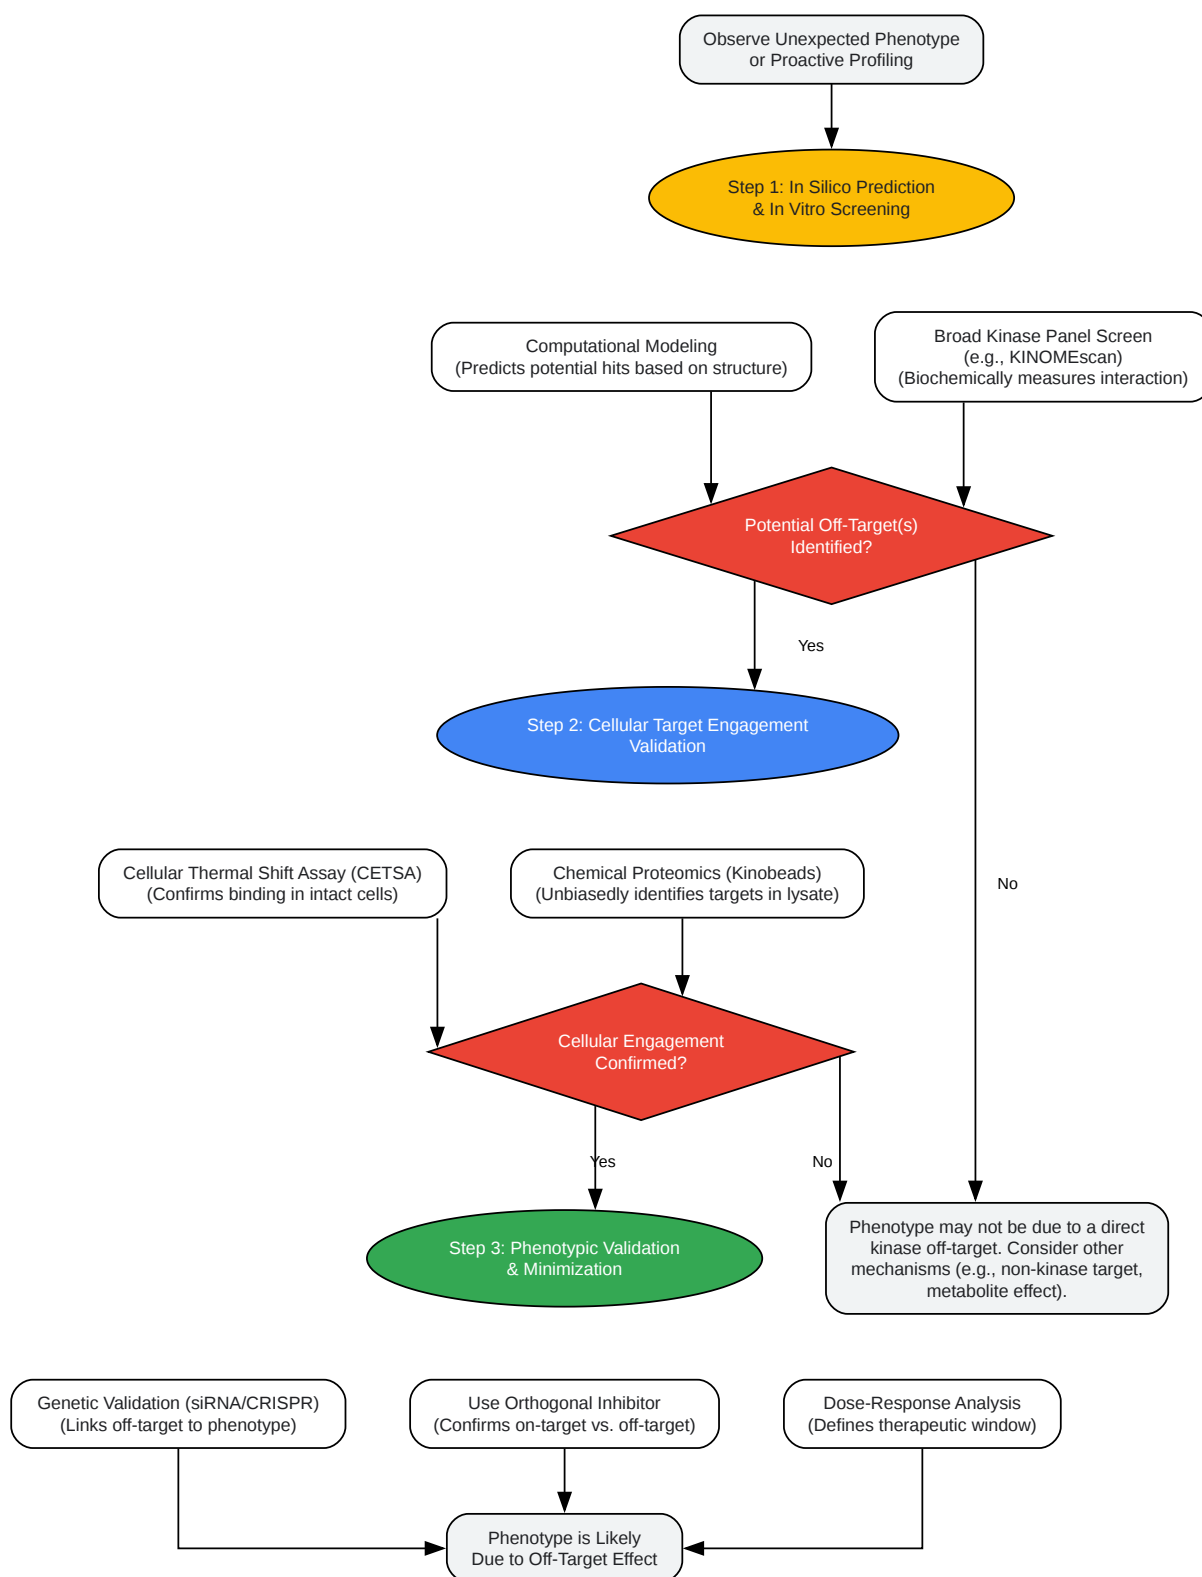 Observe Unexpected Phenotype
or Proactive Profiling
Step 1: In Silico Prediction
& In Vitro Screening
Computational Modeling
(Predicts potential hits based on structure)
Broad Kinase Panel Screen
(e.g., KINOMEscan)
(Biochemically measures interaction)
Potential Off-Target(s)
Identified?
Yes
Step 2: Cellular Target Engagement
Validation
Cellular Thermal Shift Assay (CETSA)
(Confirms binding in intact cells)
Chemical Proteomics (Kinobeads)
(Unbiasedly identifies targets in lysate)
No
Cellular Engagement
Confirmed?
Yes
No
Step 3: Phenotypic Validation
& Minimization
Phenotype may not be due to a direct
kinase off-target. Consider other
mechanisms (e.g., non-kinase target,
metabolite effect).
Genetic Validation (siRNA/CRISPR)
(Links off-target to phenotype)
Use Orthogonal Inhibitor
(Confirms on-target vs. off-target)
Dose-Response Analysis
(Defines therapeutic window)
Phenotype is Likely
Due to Off-Target Effect